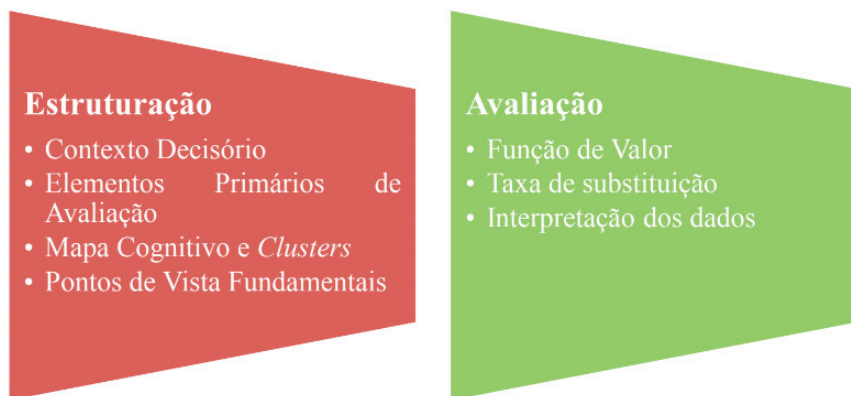 Estruturação
• Contexto Decisório
• Elementos Primários de
Avaliação
• Mapa Cognitivo e Clusters
• Pontos de Vista Fundamentais
Avaliação
• Função de Valor
• Taxa de substituição
• Interpretação dos dados